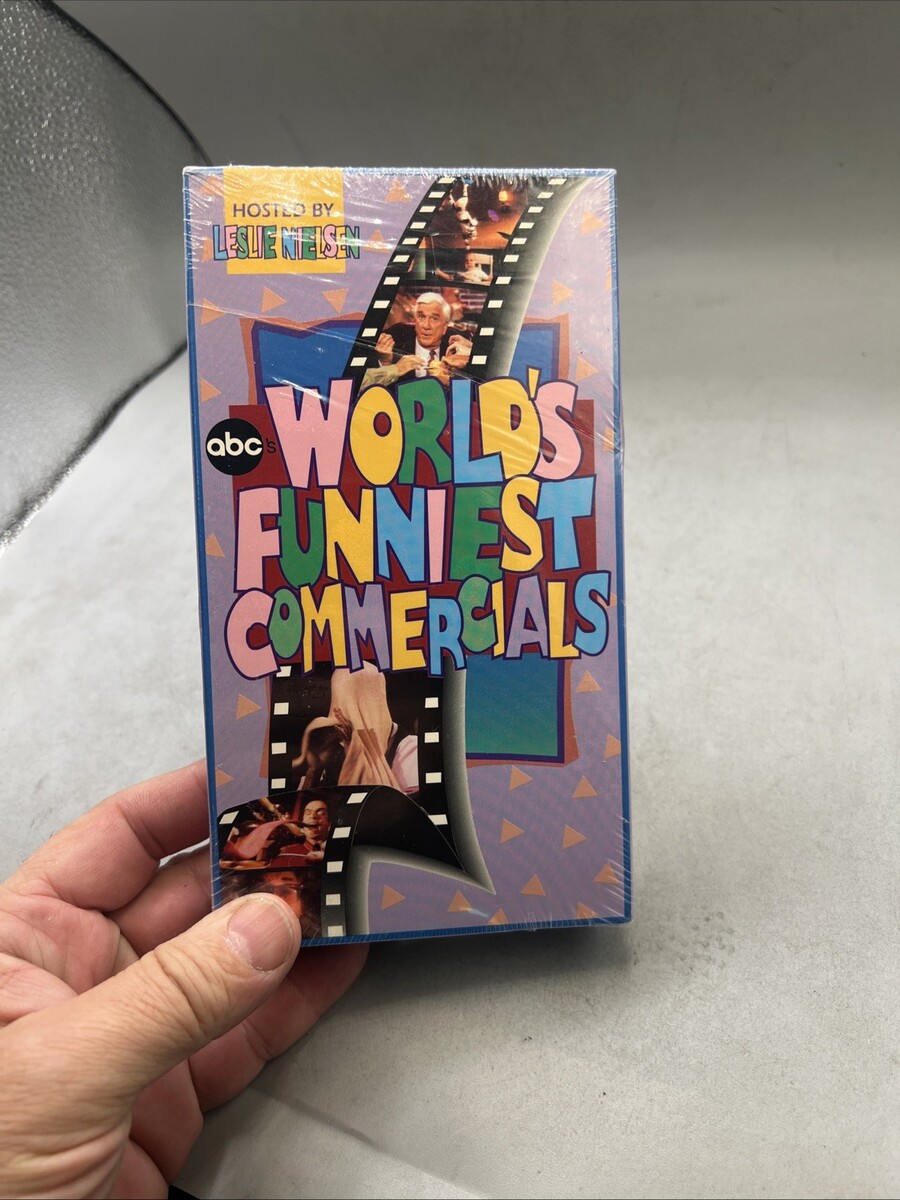 HOSTED BY
LESLIE NIELSEN
abc's
WORLD'S
FUNNIEST
COMMERCIALS